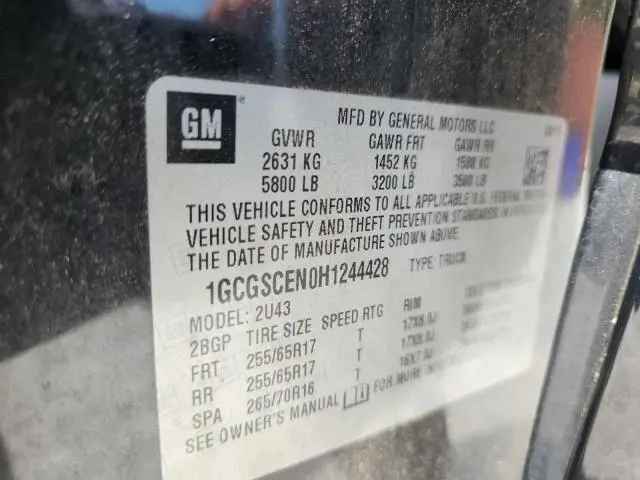 GM
MFD BY GENERAL MOTORS LLC
GVWR GAWR FRT GAWR RR
2631 KG 1452 KG 1588 KG
5800 LB 3200 LB 3500 LB
THIS VEHICLE CONFORMS TO ALL APPLICABLE U.S. FEDERAL
VEHICLE SAFETY AND THEFT PREVENTION STANDARDS IN
THE DATE OF MANUFACTURE SHOWN ABOVE.
1GCGSCEN0H1244428 TYPE: TRUCK
MODEL: 2U43
2BGP TIRE SIZE SPEED RTG RIM
FRT 255/65R17 T 17X8.0J
RR 255/65R17 T 17X8.0J
SPA 265/70R16 T 16X7.0J
SEE OWNER'S MANUAL FOR MORE